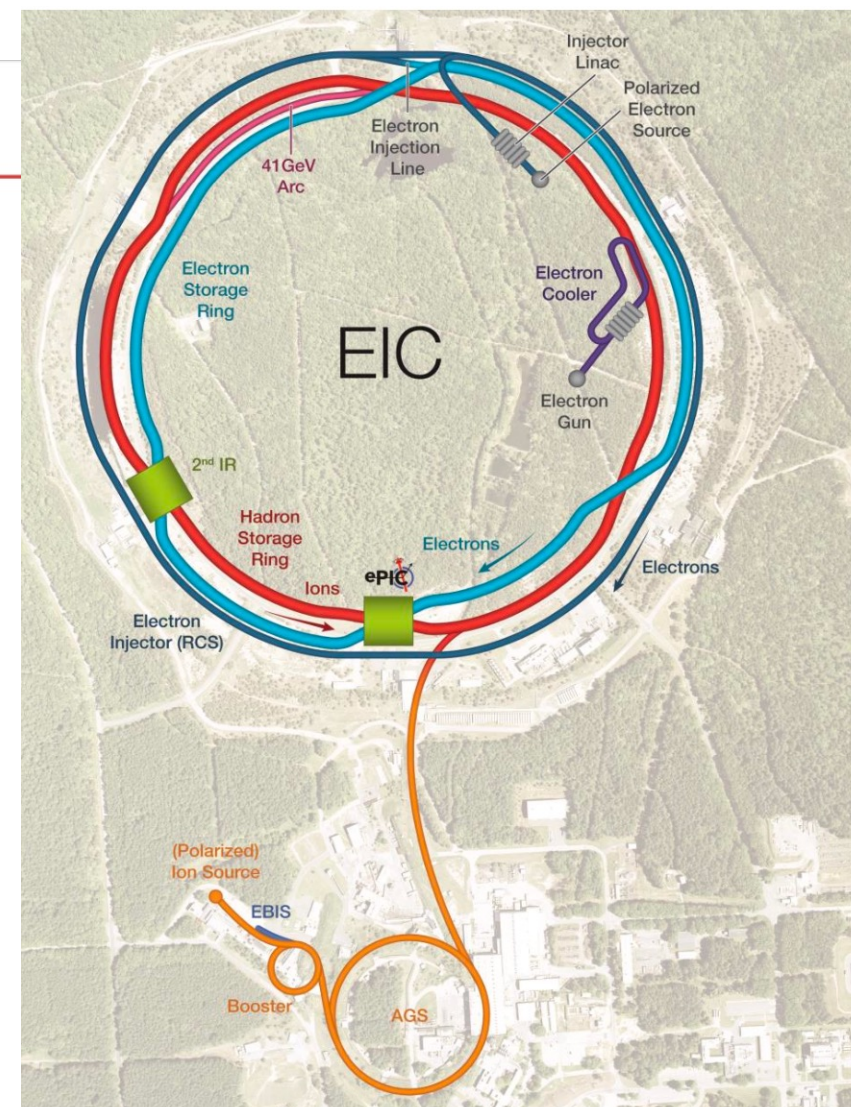 Injector
Linac
Polarized
Electron
Source
Electron
Injection
Line
41GeV
Arc
Electron
Storage
Ring
Electron
Cooler
EIC
Electron
Gun
2nd IR
Hadron
Storage
Ring
Electrons
ePIC
Ions
Electrons
Electron
Injector (RCS)
(Polarized)
Ion Source
EBIS
Booster
AGS